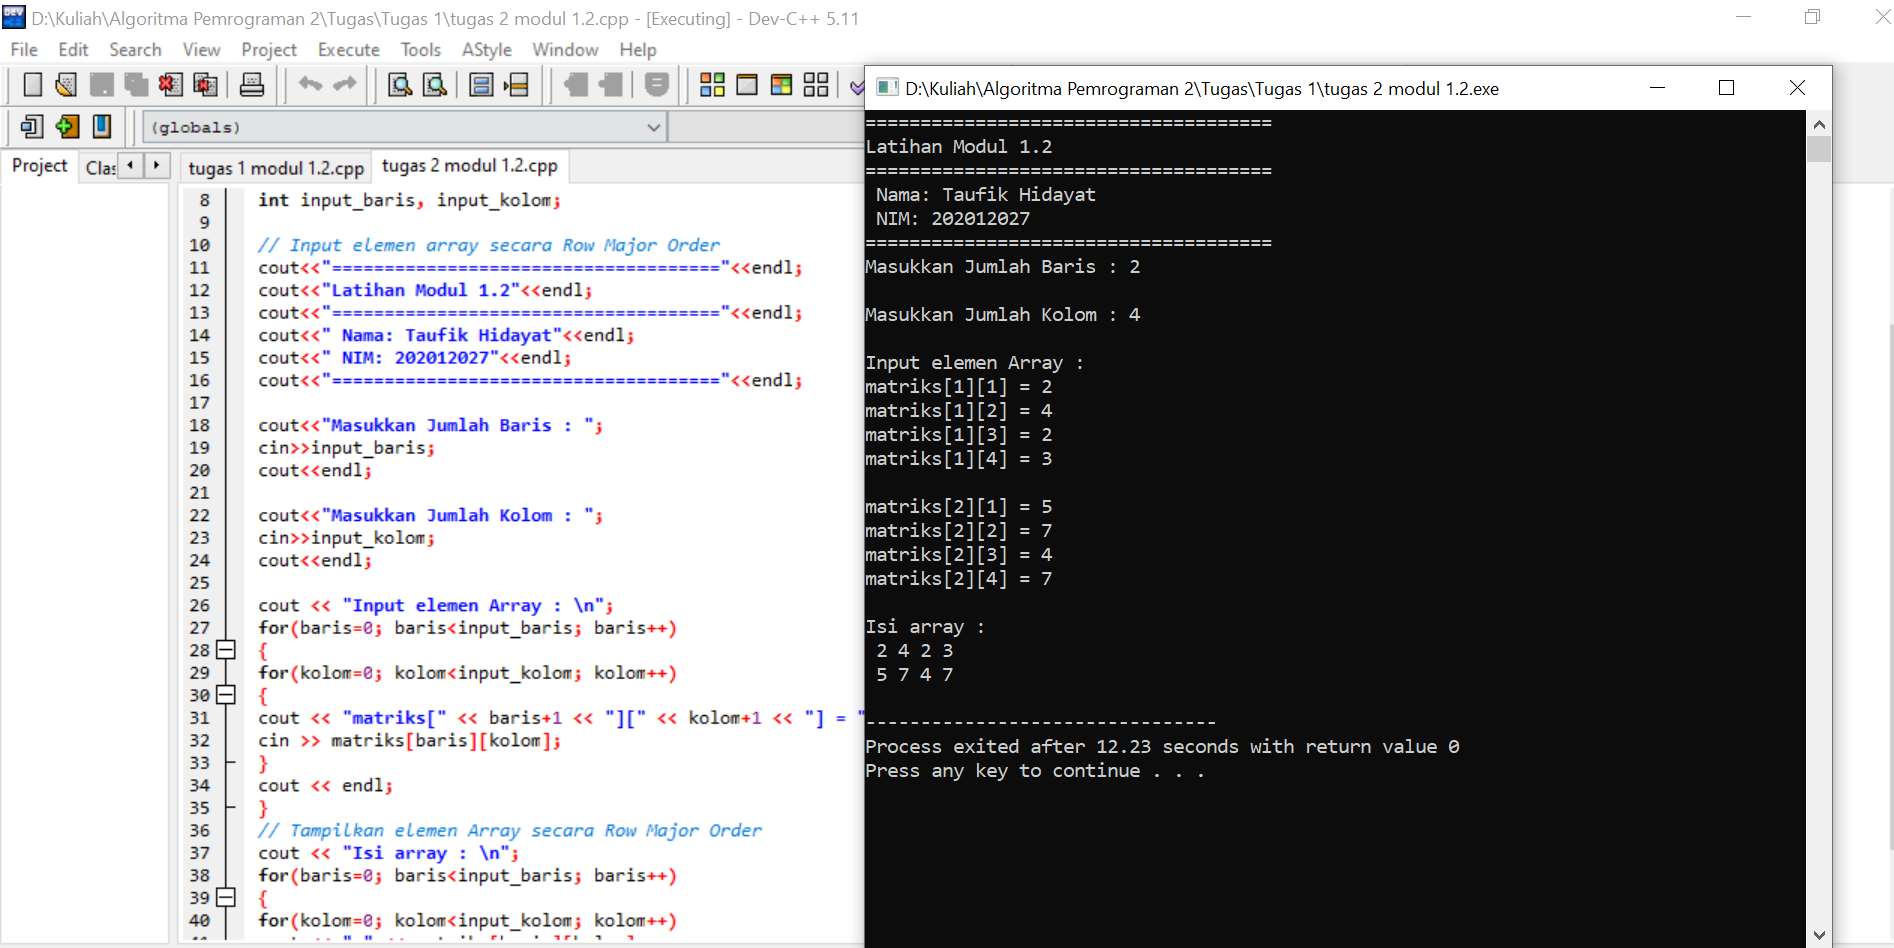 D:\Kuliah\Algoritma Pemrograman 2\Tugas\Tugas 1\tugas 2 modul 1.2.cpp - [Executing] - Dev-C++ 5.11
File Edit Search View Project Execute Tools AStyle Window Help
(globals)
Project Clas tugas 1 modul 1.2.cpp tugas 2 modul 1.2.cpp
8 int input_baris, input_kolom;
9
10 // Input elemen array secara Row Major Order
11 cout<<"====================================="<<endl;
12 cout<<"Latihan Modul 1.2"<<endl;
13 cout<<"====================================="<<endl;
14 cout<<" Nama: Taufik Hidayat"<<endl;
15 cout<<" NIM: 202012027"<<endl;
16 cout<<"====================================="<<endl;
17
18 cout<<"Masukkan Jumlah Baris : ";
19 cin>>input_baris;
20 cout<<endl;
21
22 cout<<"Masukkan Jumlah Kolom : ";
23 cin>>input_kolom;
24 cout<<endl;
25
26 cout << "Input elemen Array : \n";
27 for(baris=0; baris<input_baris; baris++)
28 {
29 for(kolom=0; kolom<input_kolom; kolom++)
30 {
31 cout << "matriks[" << baris+1 << "][" << kolom+1 << "] = "
32 cin >> matriks[baris][kolom];
33 }
34 cout << endl;
35 }
36 // Tampilkan elemen Array secara Row Major Order
37 cout << "Isi array : \n";
38 for(baris=0; baris<input_baris; baris++)
39 {
40 for(kolom=0; kolom<input_kolom; kolom++)
D:\Kuliah\Algoritma Pemrograman 2\Tugas\Tugas 1\tugas 2 modul 1.2.exe
=====================================
Latihan Modul 1.2
=====================================
Nama: Taufik Hidayat
NIM: 202012027
=====================================
Masukkan Jumlah Baris : 2
Masukkan Jumlah Kolom : 4
Input elemen Array :
matriks[1][1] = 2
matriks[1][2] = 4
matriks[1][3] = 2
matriks[1][4] = 3
matriks[2][1] = 5
matriks[2][2] = 7
matriks[2][3] = 4
matriks[2][4] = 7
Isi array :
2 4 2 3
5 7 4 7
--------------------------------
Process exited after 12.23 seconds with return value 0
Press any key to continue . . .